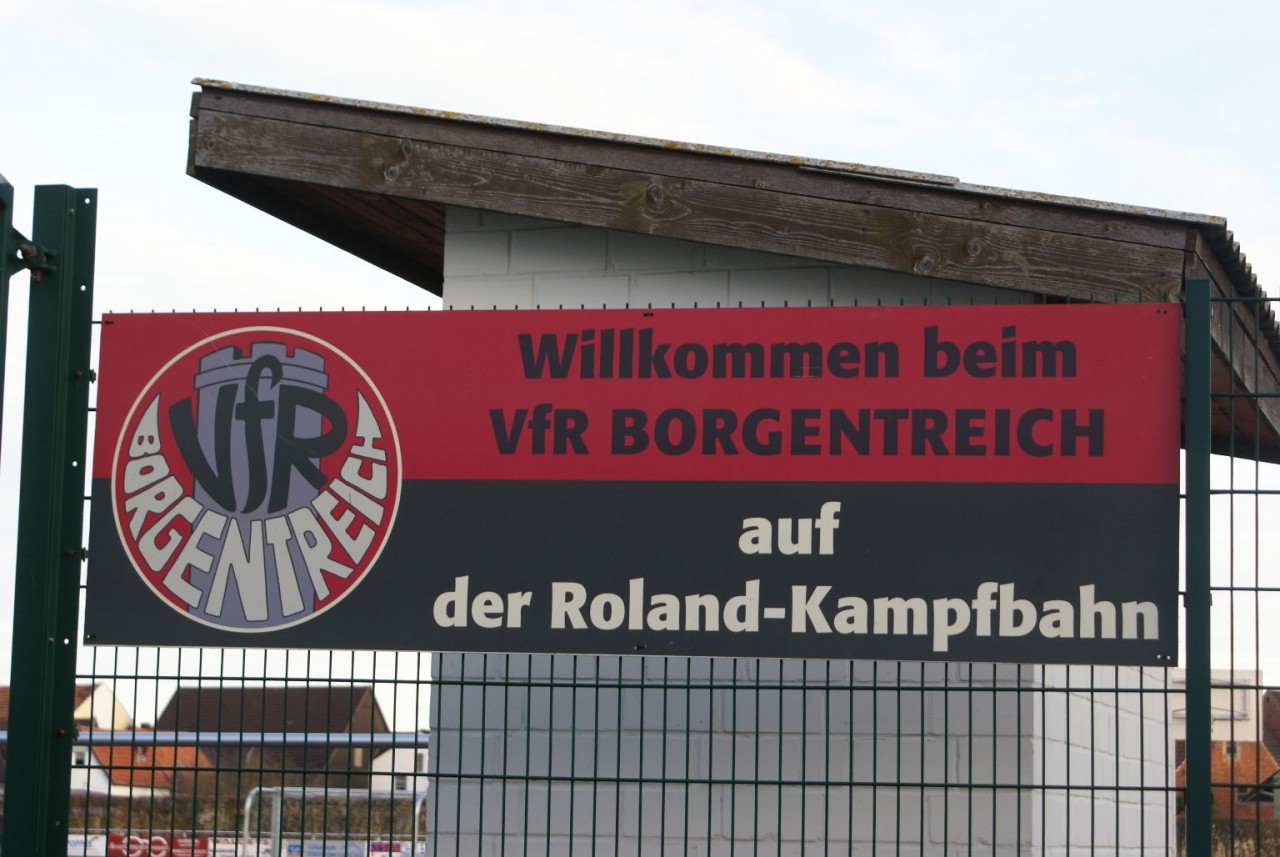 VfR
BORGENTREICH
Willkommen beim
VfR BORGENTREICH
auf
der Roland-Kampfbahn